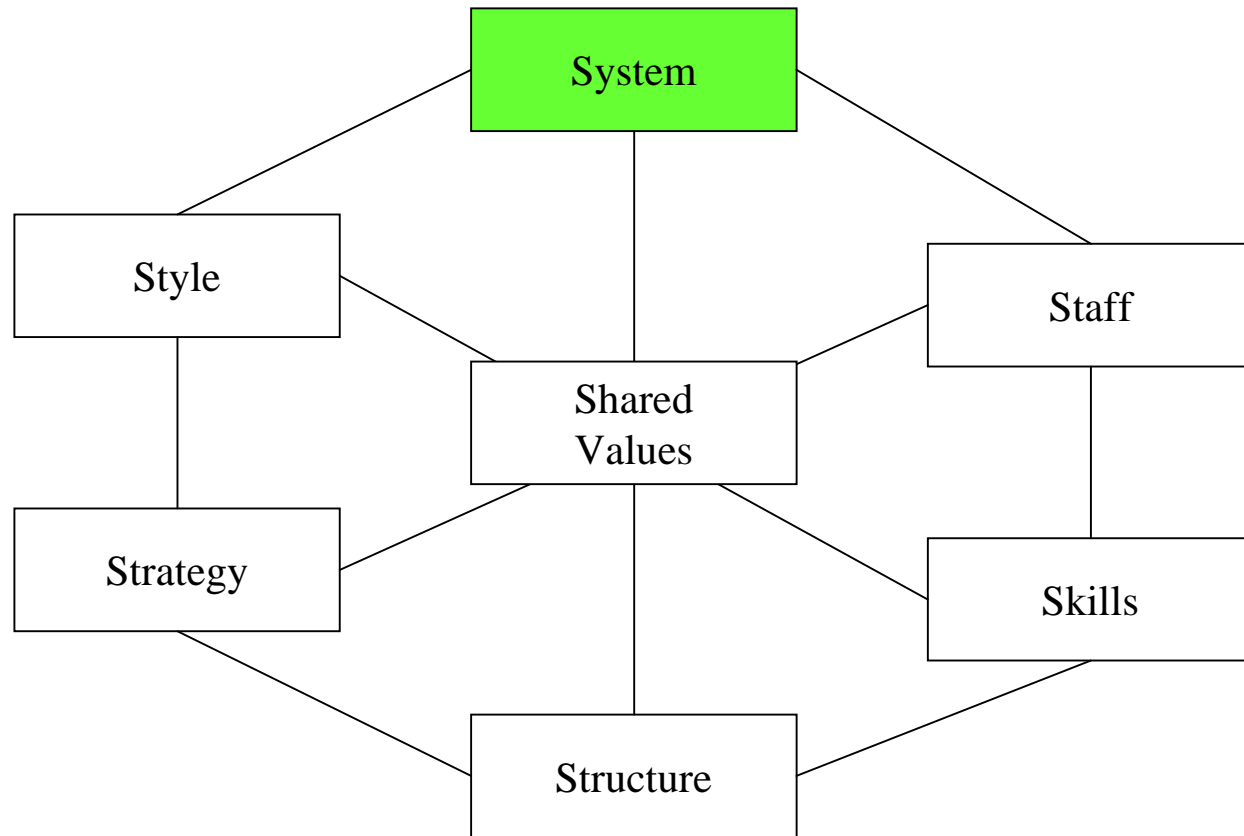 System
Style
Staff
Shared
Values
Strategy
Skills
Structure